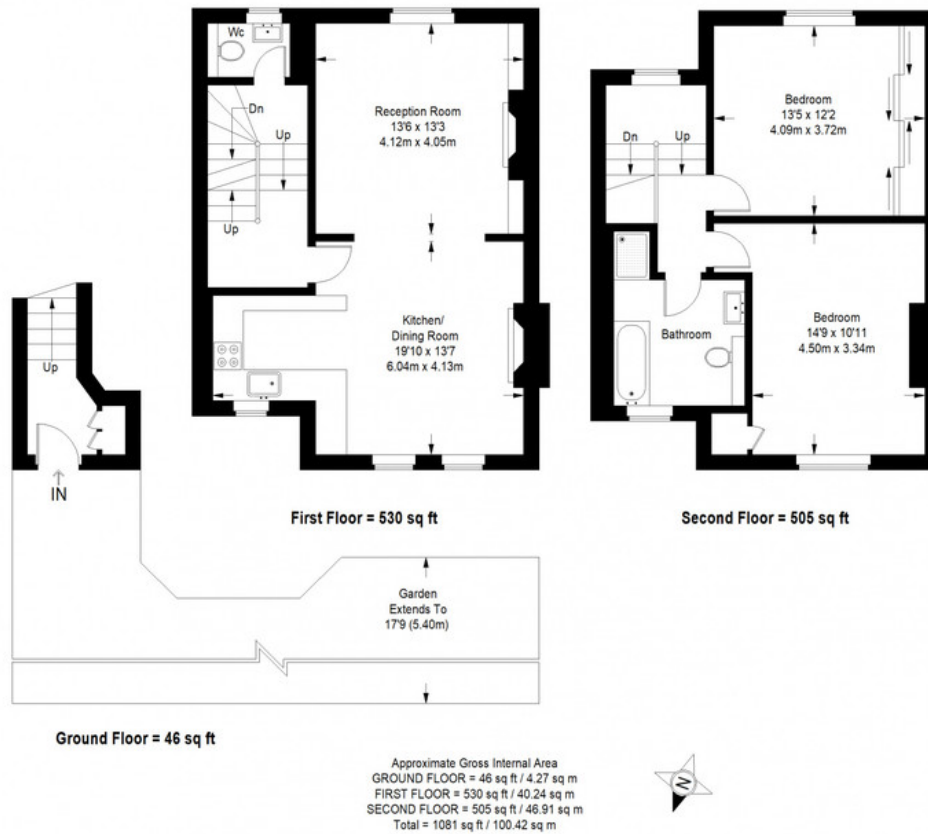 Wc
Dn
Up
Up
Reception Room
13'6 x 13'3
4.12m x 4.05m
Kitchen/
Dining Room
19'10 x 13'7
6.04m x 4.13m
First Floor = 530 sq ft
Dn
Up
Bedroom
13'5 x 12'2
4.09m x 3.72m
Bathroom
Bedroom
14'9 x 10'11
4.50m x 3.34m
Second Floor = 505 sq ft
Up
IN
Garden
Extends To
17'9 (5.40m)
Ground Floor = 46 sq ft
Approximate Gross Internal Area
GROUND FLOOR = 46 sq ft / 4.27 sq m
FIRST FLOOR = 530 sq ft / 40.24 sq m
SECOND FLOOR = 505 sq ft / 46.91 sq m
Total = 1081 sq ft / 100.42 sq m
N